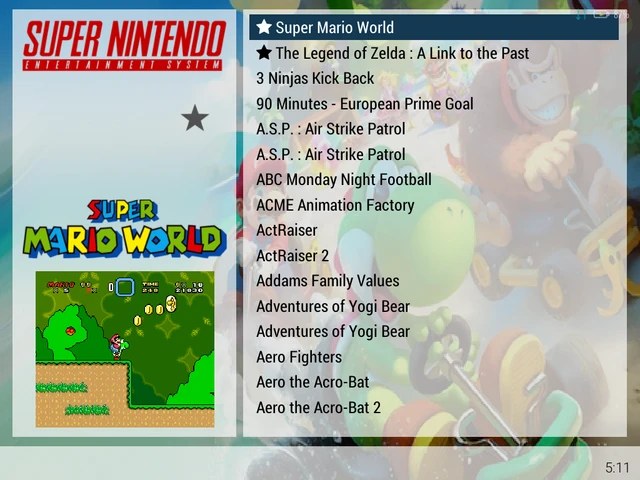 SUPER NINTENDO
ENTERTAINMENT SYSTEM
SUPER
MARIO WORLD
TIME
Super Mario World
The Legend of Zelda : A Link to the Past
3 Ninjas Kick Back
90 Minutes - European Prime Goal
A.S.P. : Air Strike Patrol
A.S.P. : Air Strike Patrol
ABC Monday Night Football
ACME Animation Factory
ActRaiser
ActRaiser 2
Addams Family Values
Adventures of Yogi Bear
Adventures of Yogi Bear
Aero Fighters
Aero the Acro-Bat
Aero the Acro-Bat 2
5:11